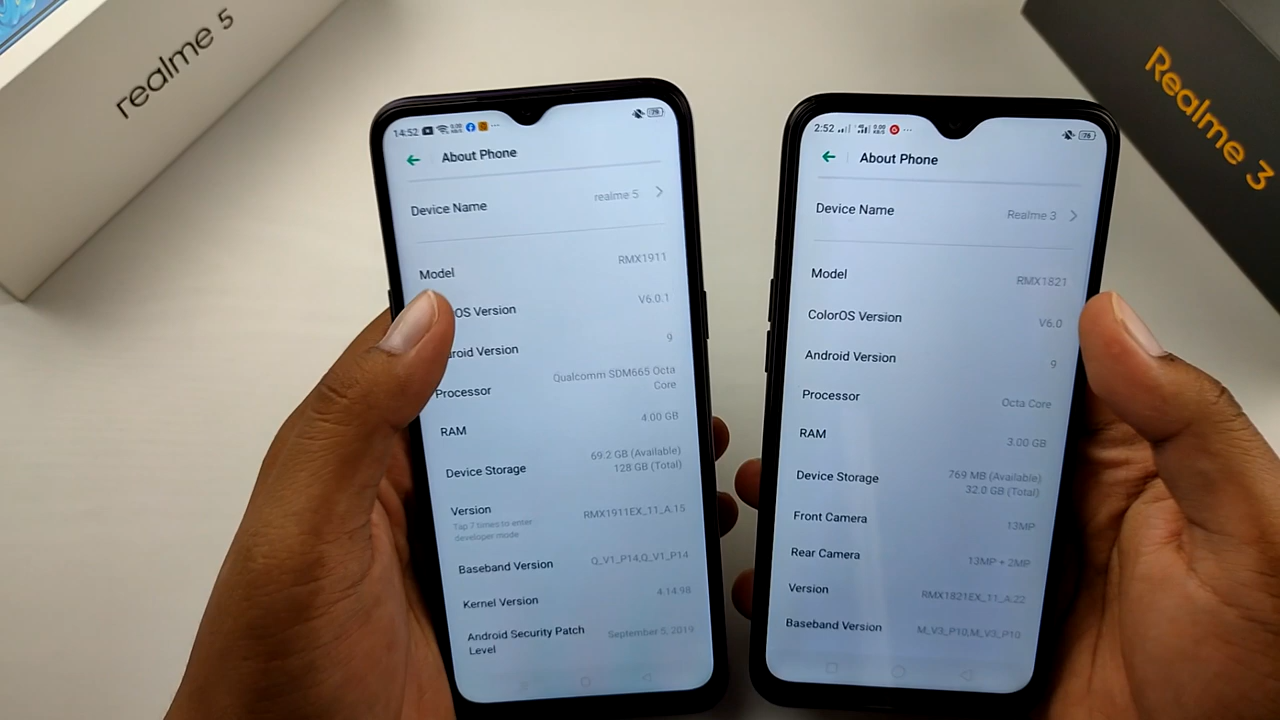 realme 5
Realme 3
14:52
29
About Phone
Device Name realme 5
Model RMX1911
OS Version V6.0.1
roid Version 9
Processor Qualcomm SDM665 Octa
Core
RAM 4.00 GB
Device Storage 69.2 GB (Available)
128 GB (Total)
Version RMX1911EX_11_A.15
Tap 7 times to enter
developer mode
Baseband Version Q_V1_P14,Q_V1_P14
Kernel Version 4.14.98
Android Security Patch September 5, 2019
Level
2:52
0.00
KB/S
76
About Phone
Device Name Realme 3
Model RMX1821
ColorOS Version V6.0
Android Version 9
Processor Octa Core
RAM 3.00 GB
Device Storage 769 MB (Available)
32.0 GB (Total)
Front Camera 13MP
Rear Camera 13MP + 2MP
Version RMX1821EX_11_A.22
Baseband Version M_V3_P10,M_V3_P10